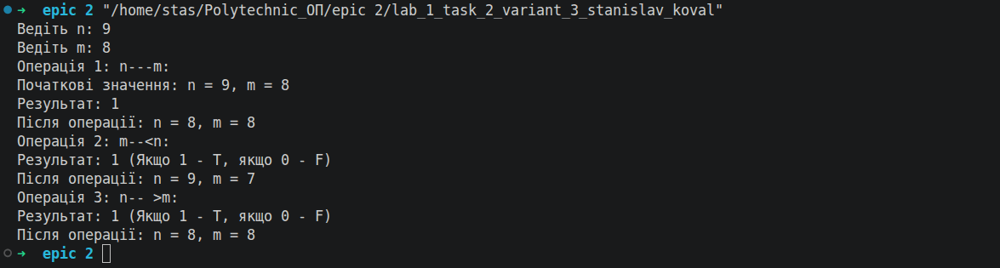 ➜  epic 2 "/home/stas/Polytechnic_ОП/epic 2/lab_1_task_2_variant_3_stanislav_koval"
Ведіть n: 9
Ведіть m: 8
Операція 1: n---m:
Початкові значення: n = 9, m = 8
Результат: 1
Після операції: n = 8, m = 8
Операція 2: m--<n:
Результат: 1 (Якщо 1 - T, якщо 0 - F)
Після операції: n = 9, m = 7
Операція 3: n-- >m:
Результат: 1 (Якщо 1 - T, якщо 0 - F)
Після операції: n = 8, m = 8
➜  epic 2